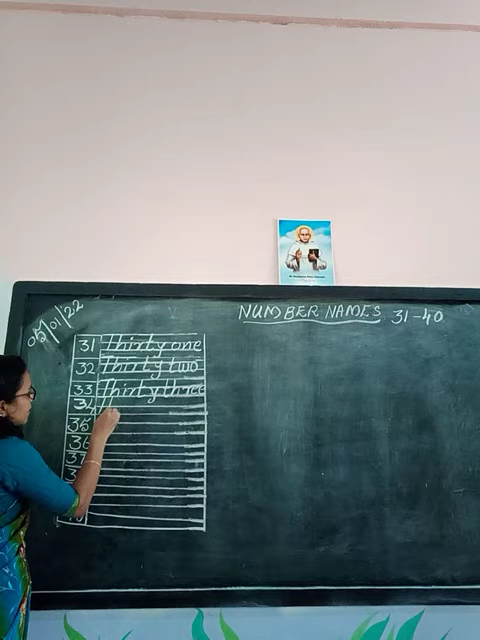 NUMBER NAMES 31-40
05/01/22
31 Thirty one
32 Thirty two
33 Thirty three
34
35
36
37